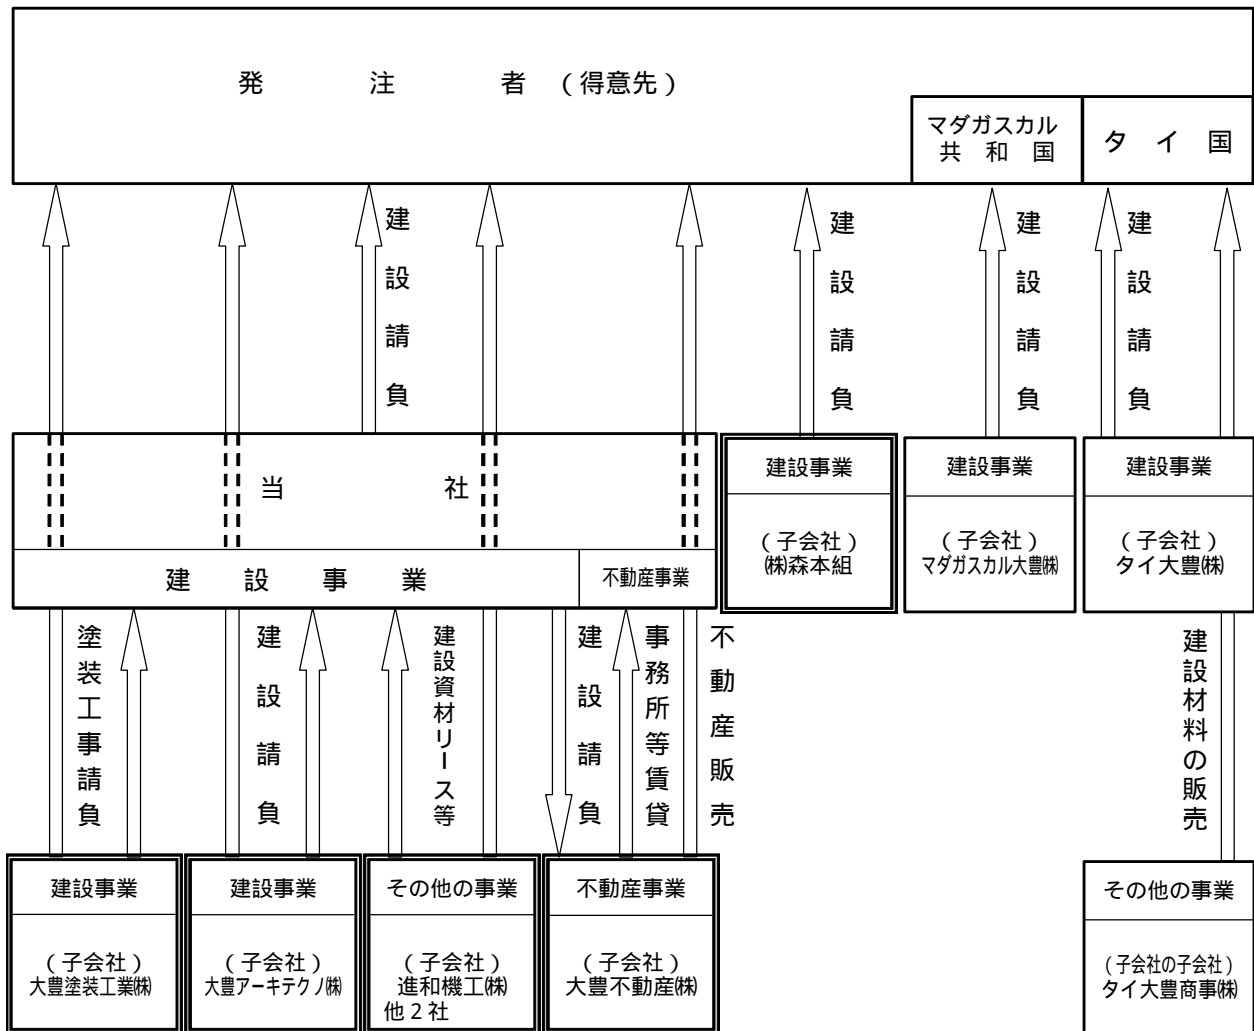 発注者(得意先)
マダガスカル
共和国
タイ国
建設請負
建設請負
建設請負
建設請負
当社
建設事業
不動産事業
建設事業
(子会社)
㈱森本組
建設事業
(子会社)
マダガスカル大豊㈱
建設事業
(子会社)
タイ大豊㈱
塗装工事請負
建設請負
建設資材リース等
建設請負
事務所等賃貸
不動産販売
建設材料の販売
建設事業
(子会社)
大豊塗装工業㈱
建設事業
(子会社)
大豊アーキテクノ㈱
その他の事業
(子会社)
進和機工㈱
他2社
不動産事業
(子会社)
大豊不動産㈱
その他の事業
(子会社の子会社)
タイ大豊商事㈱